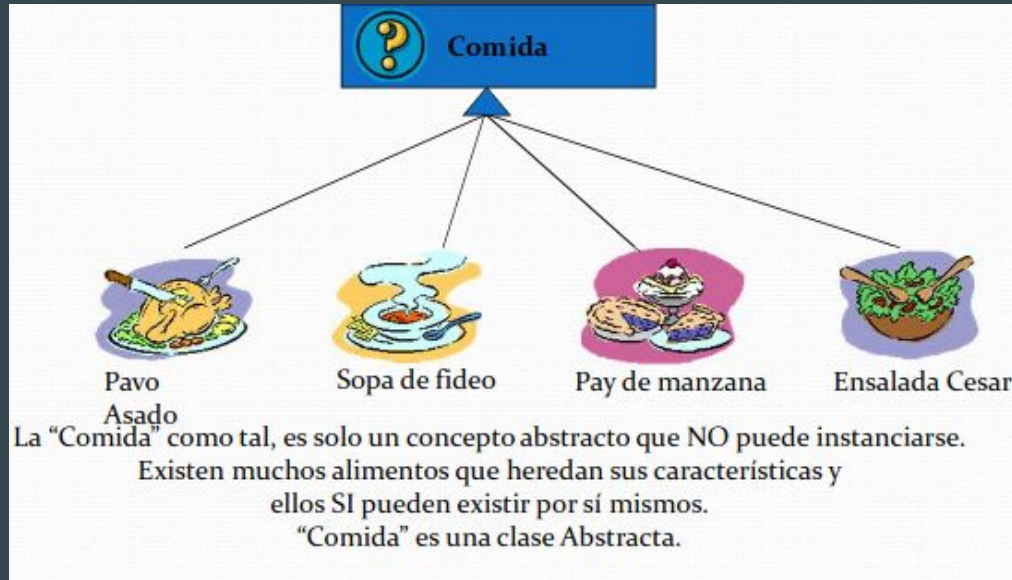 ?
Comida
Pavo
Asado
Sopa de fideo
Pay de manzana
Ensalada Cesar
La “Comida” como tal, es solo un concepto abstracto que NO puede instanciarse.
Existen muchos alimentos que heredan sus características y
ellos SI pueden existir por sí mismos.
“Comida” es una clase Abstracta.